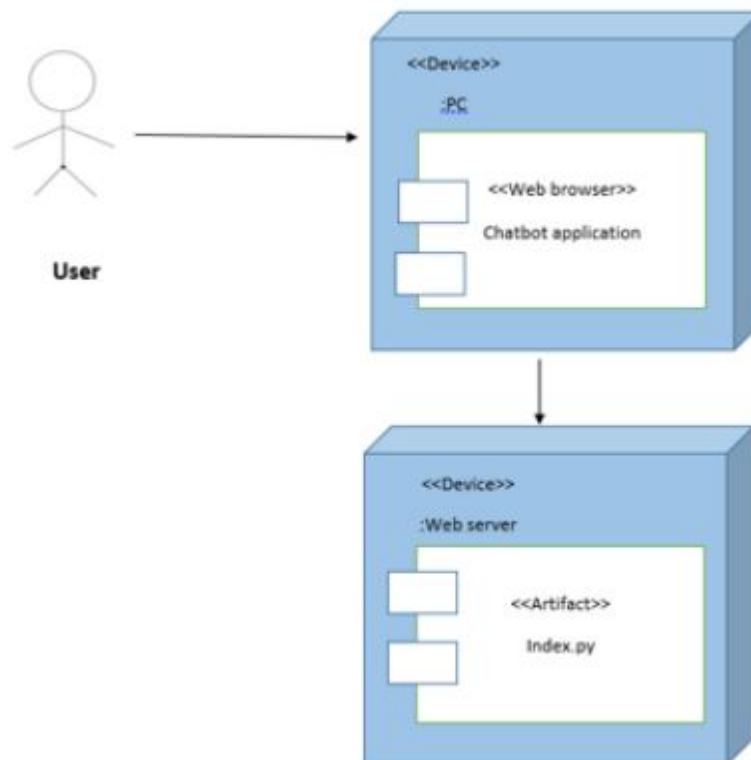 <<Device>>
:PC
<<Web browser>>
Chatbot application
User
<<Device>>
:Web server
<<Artifact>>
Index.py